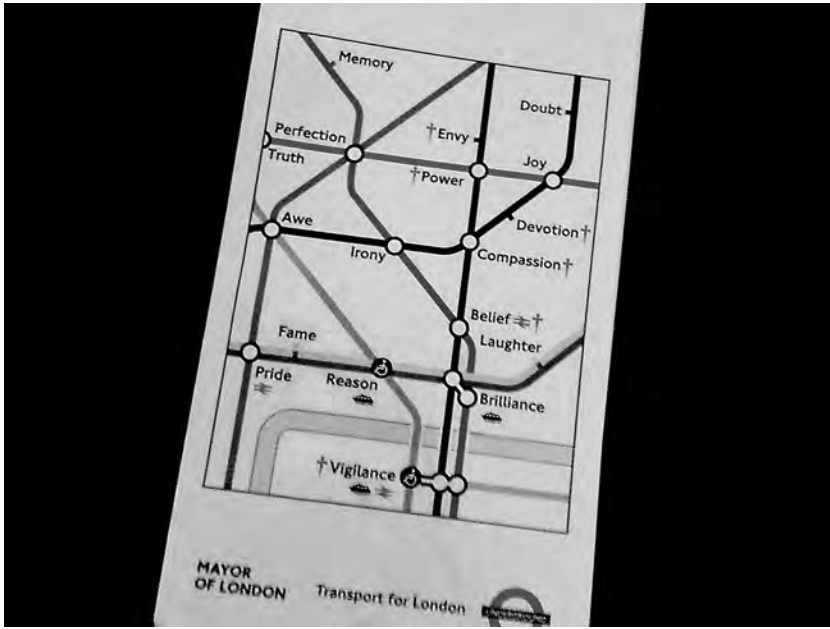 Memory
Doubt
Perfection
†Envy
Truth
Joy
†Power
Devotion†
Awe
Irony
Compassion†
Belief †
Laughter
Fame
Pride
Reason
Brilliance
†Vigilance
MAYOR
OF LONDON
Transport for London